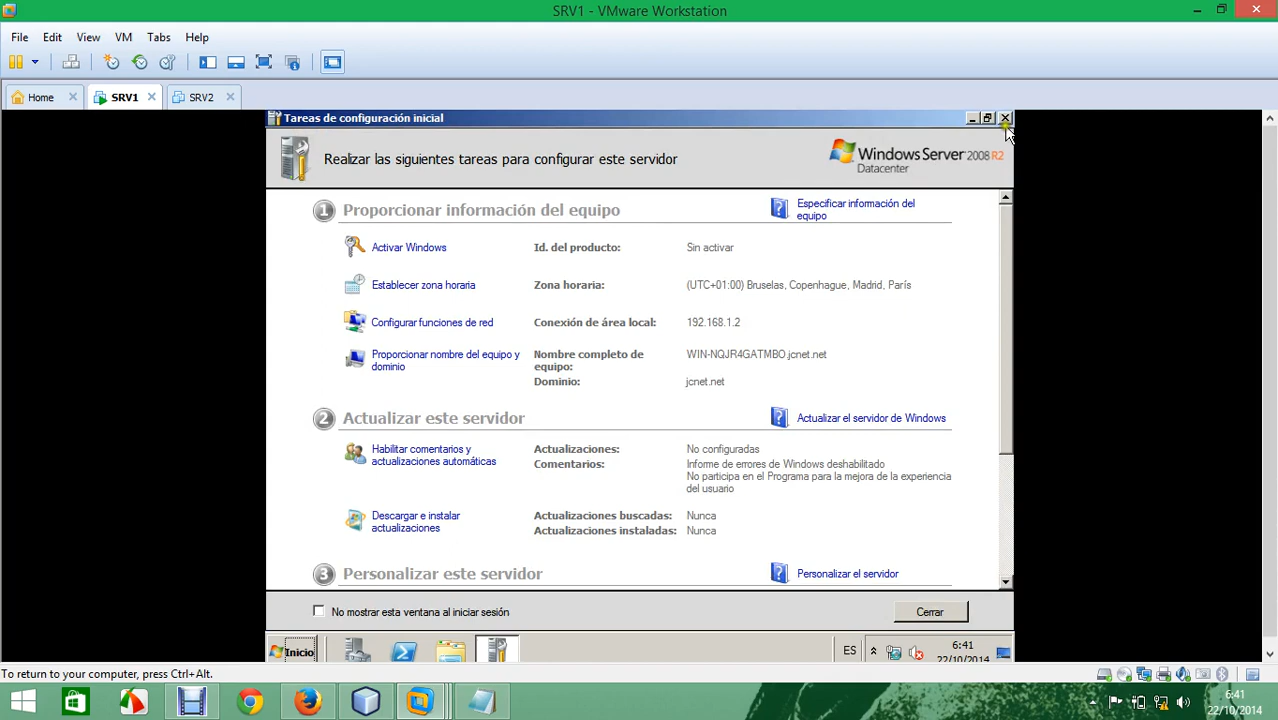 SRV1 - VMware Workstation
File Edit View VM Tabs Help
Home SRV1 SRV2
Tareas de configuración inicial
Realizar las siguientes tareas para configurar este servidor
Windows Server 2008 R2
Datacenter
1 Proporcionar información del equipo
Especificar información del
equipo
Activar Windows Id. del producto: Sin activar
Establecer zona horaria Zona horaria: (UTC+01:00) Bruselas, Copenhague, Madrid, París
Configurar funciones de red Conexión de área local: 192.168.1.2
Proporcionar nombre del equipo y
dominio
Nombre completo de
equipo:
WIN-NQJR4GATMBO.jcnet.net
Dominio: jcnet.net
2 Actualizar este servidor
Actualizar el servidor de Windows
Habilitar comentarios y
actualizaciones automáticas
Actualizaciones: No configuradas
Comentarios: Informe de errores de Windows deshabilitado
No participa en el Programa para la mejora de la experiencia
del usuario
Descargar e instalar
actualizaciones
Actualizaciones buscadas: Nunca
Actualizaciones instaladas: Nunca
3 Personalizar este servidor
Personalizar el servidor
No mostrar esta ventana al iniciar sesión
Cerrar
Inicio
ES
6:41
22/10/2014
To return to your computer, press Ctrl+Alt.
6:41
22/10/2014